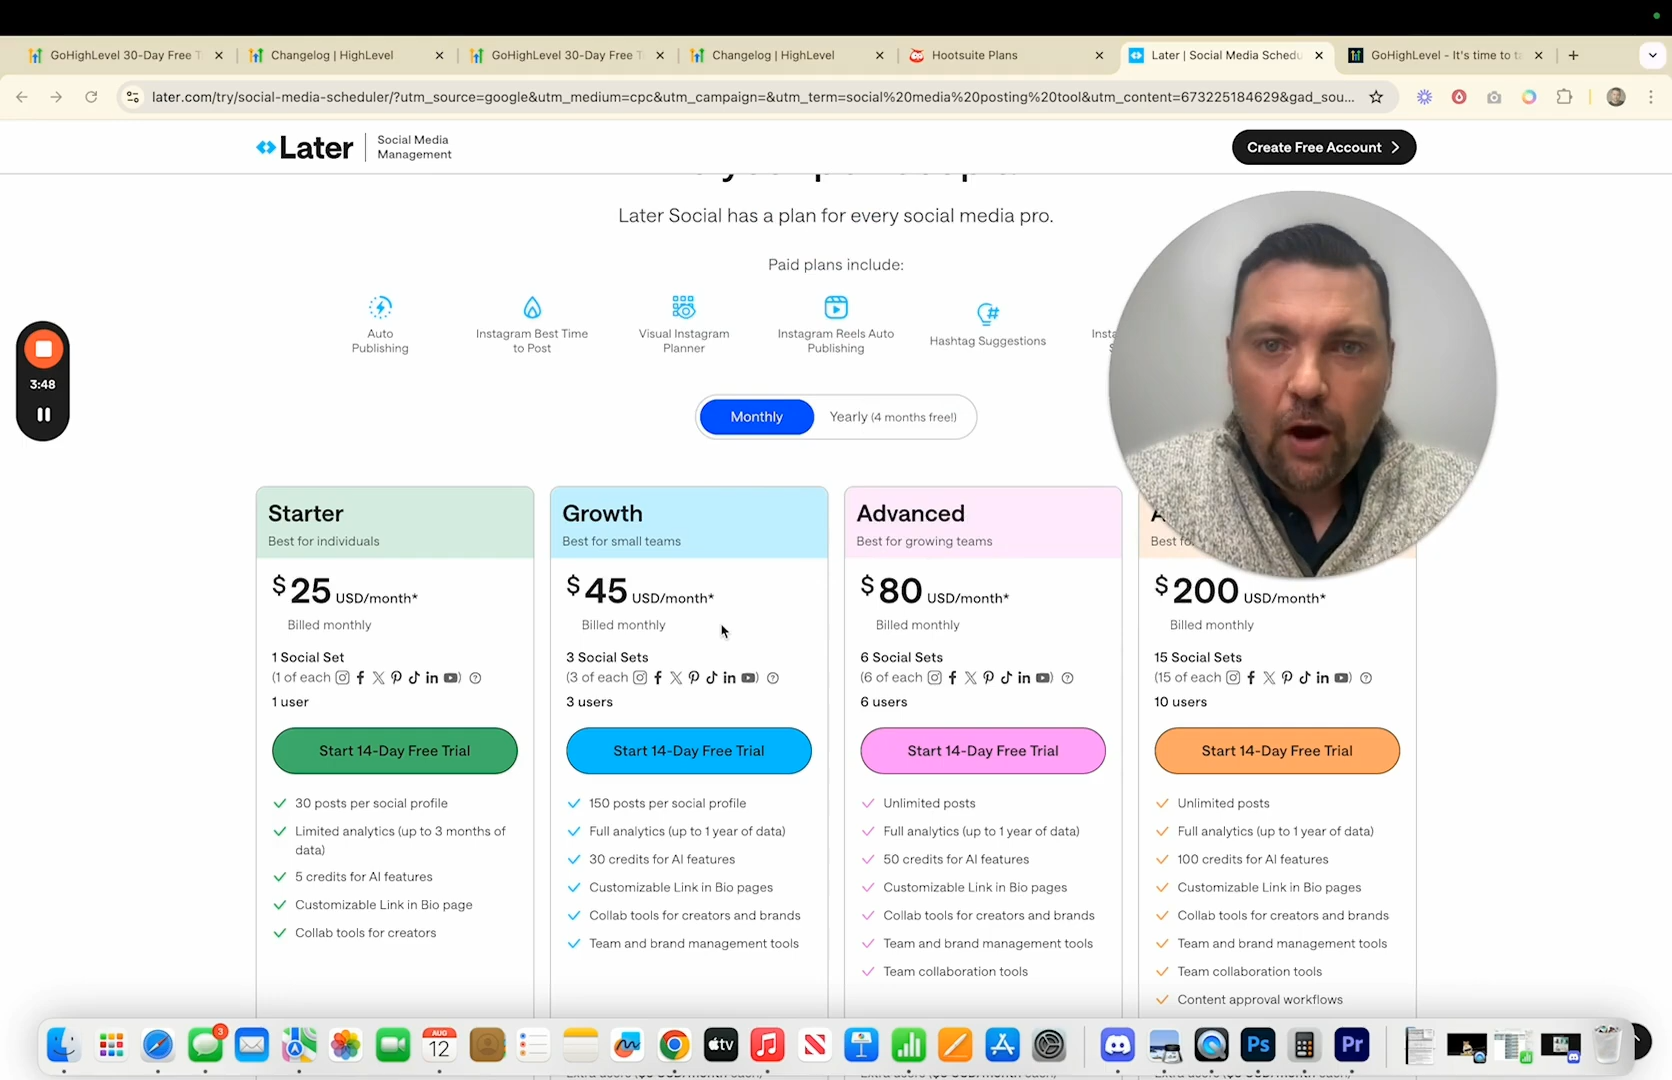 GoHighLevel 30-Day Free T
Changelog | HighLevel
GoHighLevel 30-Day Free T
Changelog | HighLevel
Hootsuite Plans
Later | Social Media Schedu
GoHighLevel - It's time to ta
later.com/try/social-media-scheduler/?utm_source=google&utm_medium=cpc&utm_campaign=&utm_term=social%20media%20posting%20tool&utm_content=673225184629&gad_sou...
Later
Social Media
Management
Create Free Account
Later Social has a plan for every social media pro.
Paid plans include:
Auto
Publishing
Instagram Best Time
to Post
Visual Instagram
Planner
Instagram Reels Auto
Publishing
Hashtag Suggestions
Insta
3:48
Monthly
Yearly (4 months free!)
Starter
Best for individuals
$25 USD/month*
Billed monthly
1 Social Set
(1 of each )
1 user
Start 14-Day Free Trial
30 posts per social profile
Limited analytics (up to 3 months of
data)
5 credits for AI features
Customizable Link in Bio page
Collab tools for creators
Growth
Best for small teams
$45 USD/month*
Billed monthly
3 Social Sets
(3 of each )
3 users
Start 14-Day Free Trial
150 posts per social profile
Full analytics (up to 1 year of data)
30 credits for AI features
Customizable Link in Bio pages
Collab tools for creators and brands
Team and brand management tools
Advanced
Best for growing teams
$80 USD/month*
Billed monthly
6 Social Sets
(6 of each )
6 users
Start 14-Day Free Trial
Unlimited posts
Full analytics (up to 1 year of data)
50 credits for AI features
Customizable Link in Bio pages
Collab tools for creators and brands
Team and brand management tools
Team collaboration tools
Best fo
$200 USD/month*
Billed monthly
15 Social Sets
(15 of each )
10 users
Start 14-Day Free Trial
Unlimited posts
Full analytics (up to 1 year of data)
100 credits for AI features
Customizable Link in Bio pages
Collab tools for creators and brands
Team and brand management tools
Team collaboration tools
Content approval workflows
3
AUG
12
tv
Ps
Pr